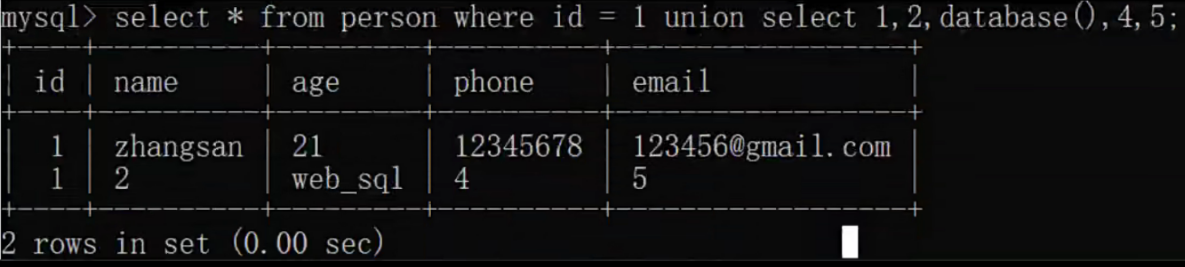 mysql> select * from person where id = 1 union select 1,2,database(),4,5;
+----+----------+---------+----------+------------------+
| id | name | age | phone | email |
+----+----------+---------+----------+------------------+
| 1 | zhangsan | 21 | 12345678 | 123456@gmail.com |
| 1 | 2 | web_sql | 4 | 5 |
+----+----------+---------+----------+------------------+
2 rows in set (0.00 sec)